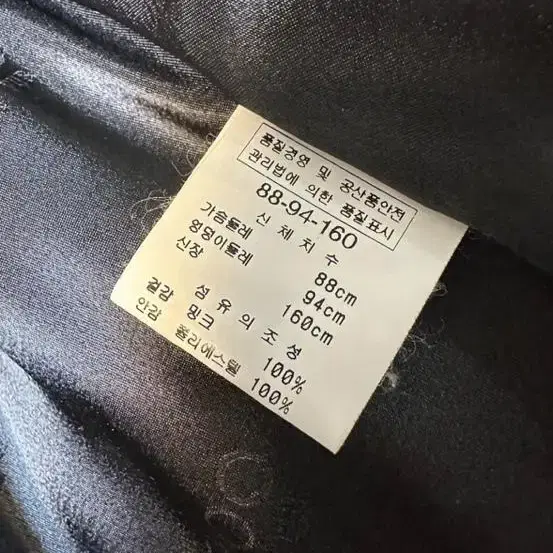 품질경영 및 공산품안전
관리법에 의한 품질표시
88-94-160
신 체 치 수
가슴둘레 88cm
엉덩이둘레 94cm
신장 160cm
섬 유 의 조 성
겉감 밍크 100%
안감 폴리에스텔 100%